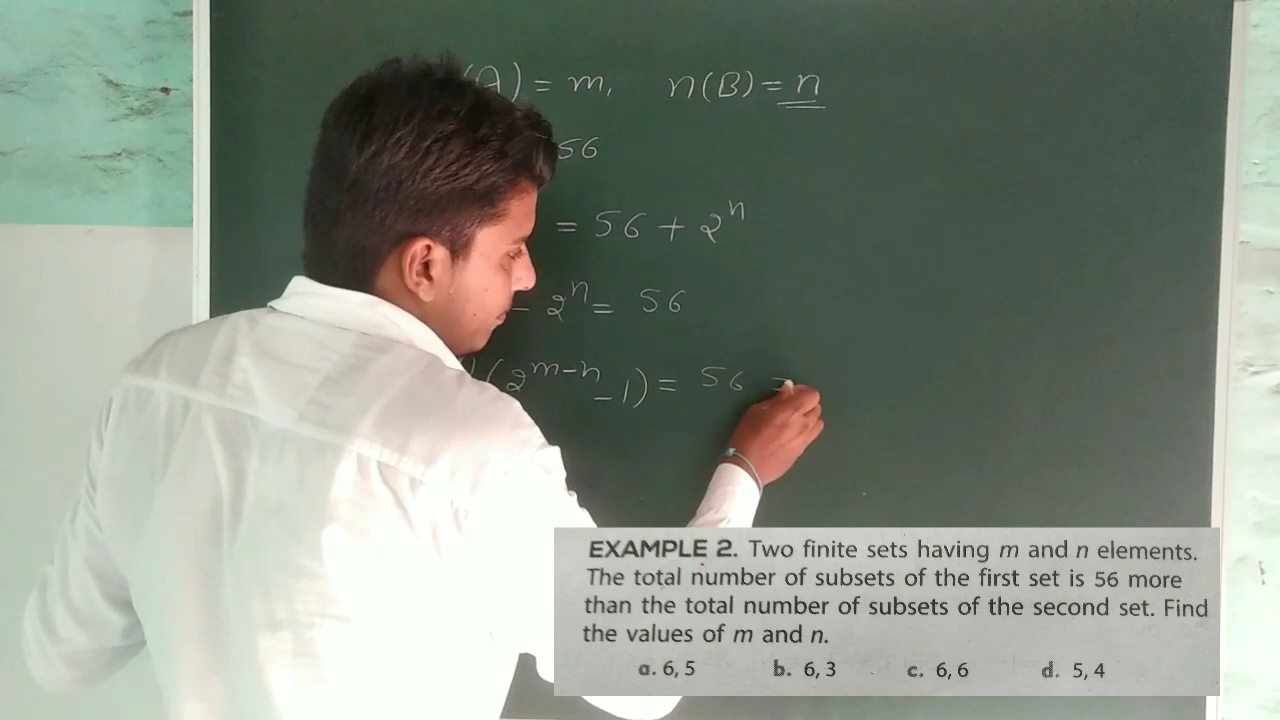 (A) = m, n(B) = n
56
= 56 + 2ⁿ
- 2ⁿ = 56
(2ᵐ⁻ⁿ - 1) = 56 =
EXAMPLE 2. Two finite sets having m and n elements.
The total number of subsets of the first set is 56 more
than the total number of subsets of the second set. Find
the values of m and n.
a. 6, 5 b. 6, 3 c. 6, 6 d. 5, 4